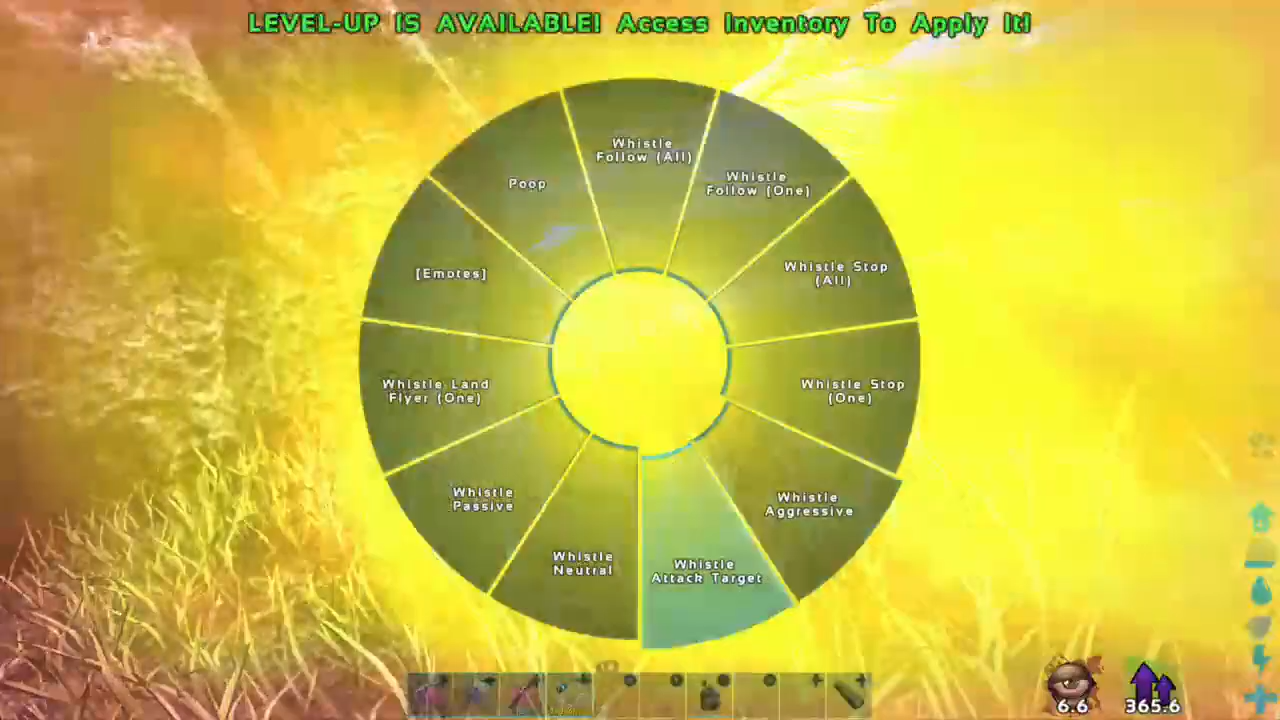 LEVEL-UP IS AVAILABLE! Access Inventory To Apply It!
Whistle
Follow (All)
Whistle
Follow (One)
Poop
Whistle Stop
(All)
[Emotes]
Whistle Land
Flyer (One)
Whistle Stop
(One)
Whistle
Passive
Whistle
Aggressive
Whistle
Neutral
Whistle
Attack Target
6.6
365.6